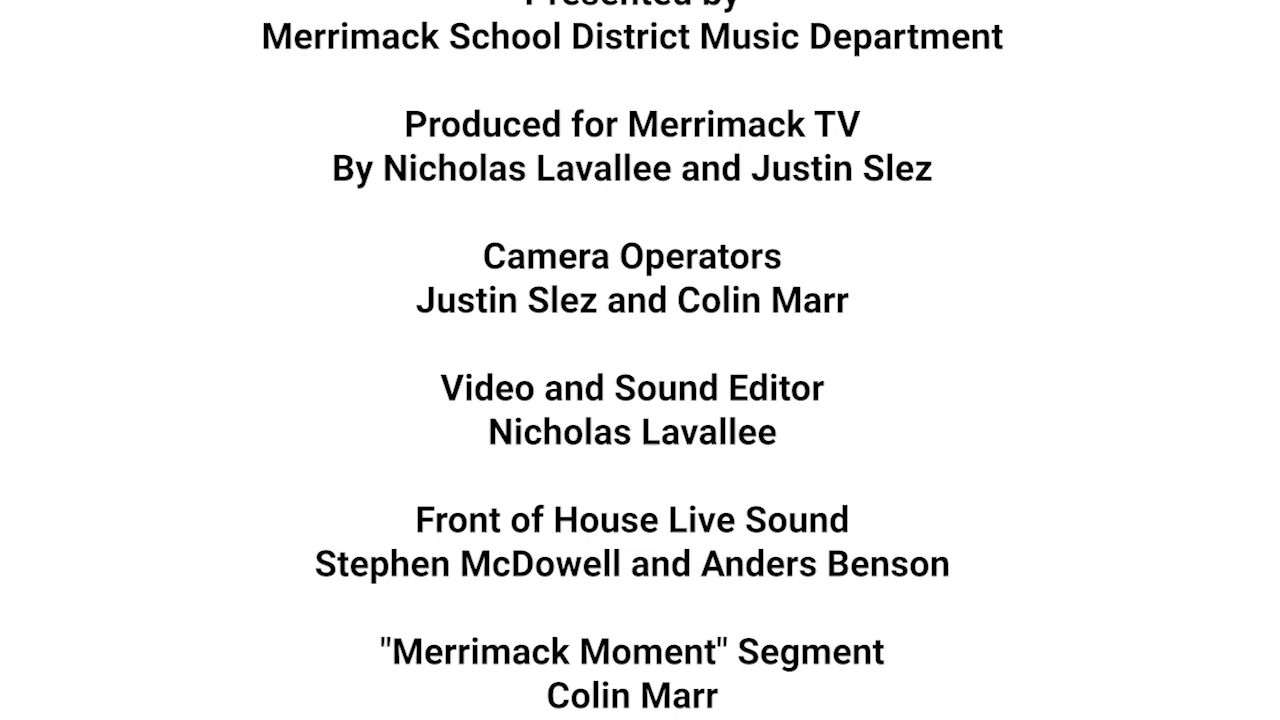 Presented by
Merrimack School District Music Department
Produced for Merrimack TV
By Nicholas Lavallee and Justin Slez
Camera Operators
Justin Slez and Colin Marr
Video and Sound Editor
Nicholas Lavallee
Front of House Live Sound
Stephen McDowell and Anders Benson
"Merrimack Moment" Segment
Colin Marr